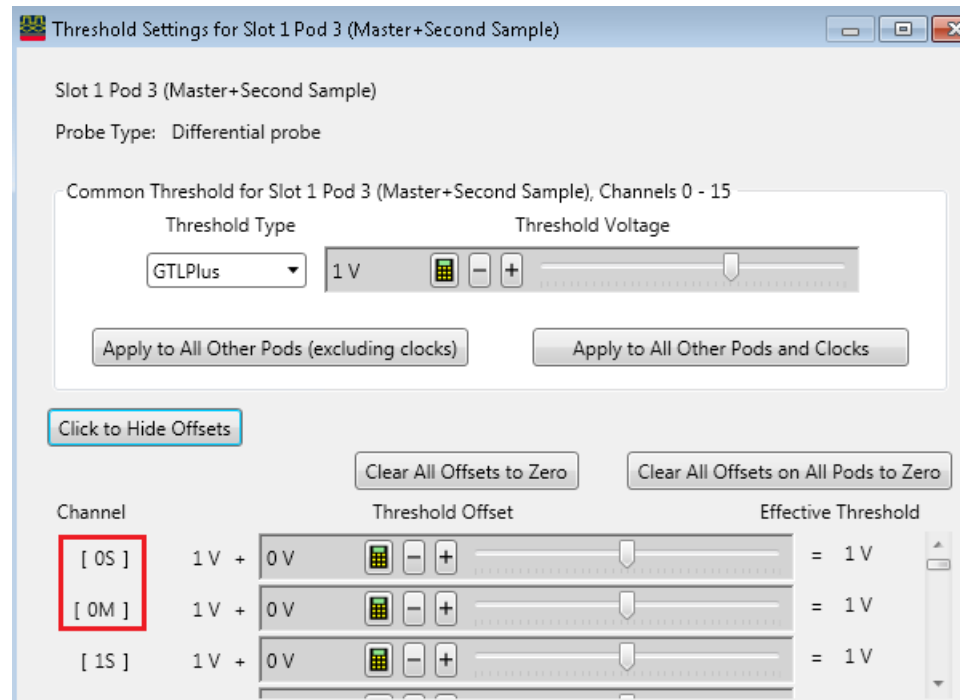 Threshold Settings for Slot 1 Pod 3 (Master+Second Sample)
Slot 1 Pod 3 (Master+Second Sample)
Probe Type: Differential probe
Common Threshold for Slot 1 Pod 3 (Master+Second Sample), Channels 0 - 15
Threshold Type Threshold Voltage
GTLPlus 1 V - +
Apply to All Other Pods (excluding clocks) Apply to All Other Pods and Clocks
Click to Hide Offsets
Clear All Offsets to Zero Clear All Offsets on All Pods to Zero
Channel Threshold Offset Effective Threshold
[ 0S ] 1 V + 0 V - + = 1 V
[ 0M ] 1 V + 0 V - + = 1 V
[ 1S ] 1 V + 0 V - + = 1 V